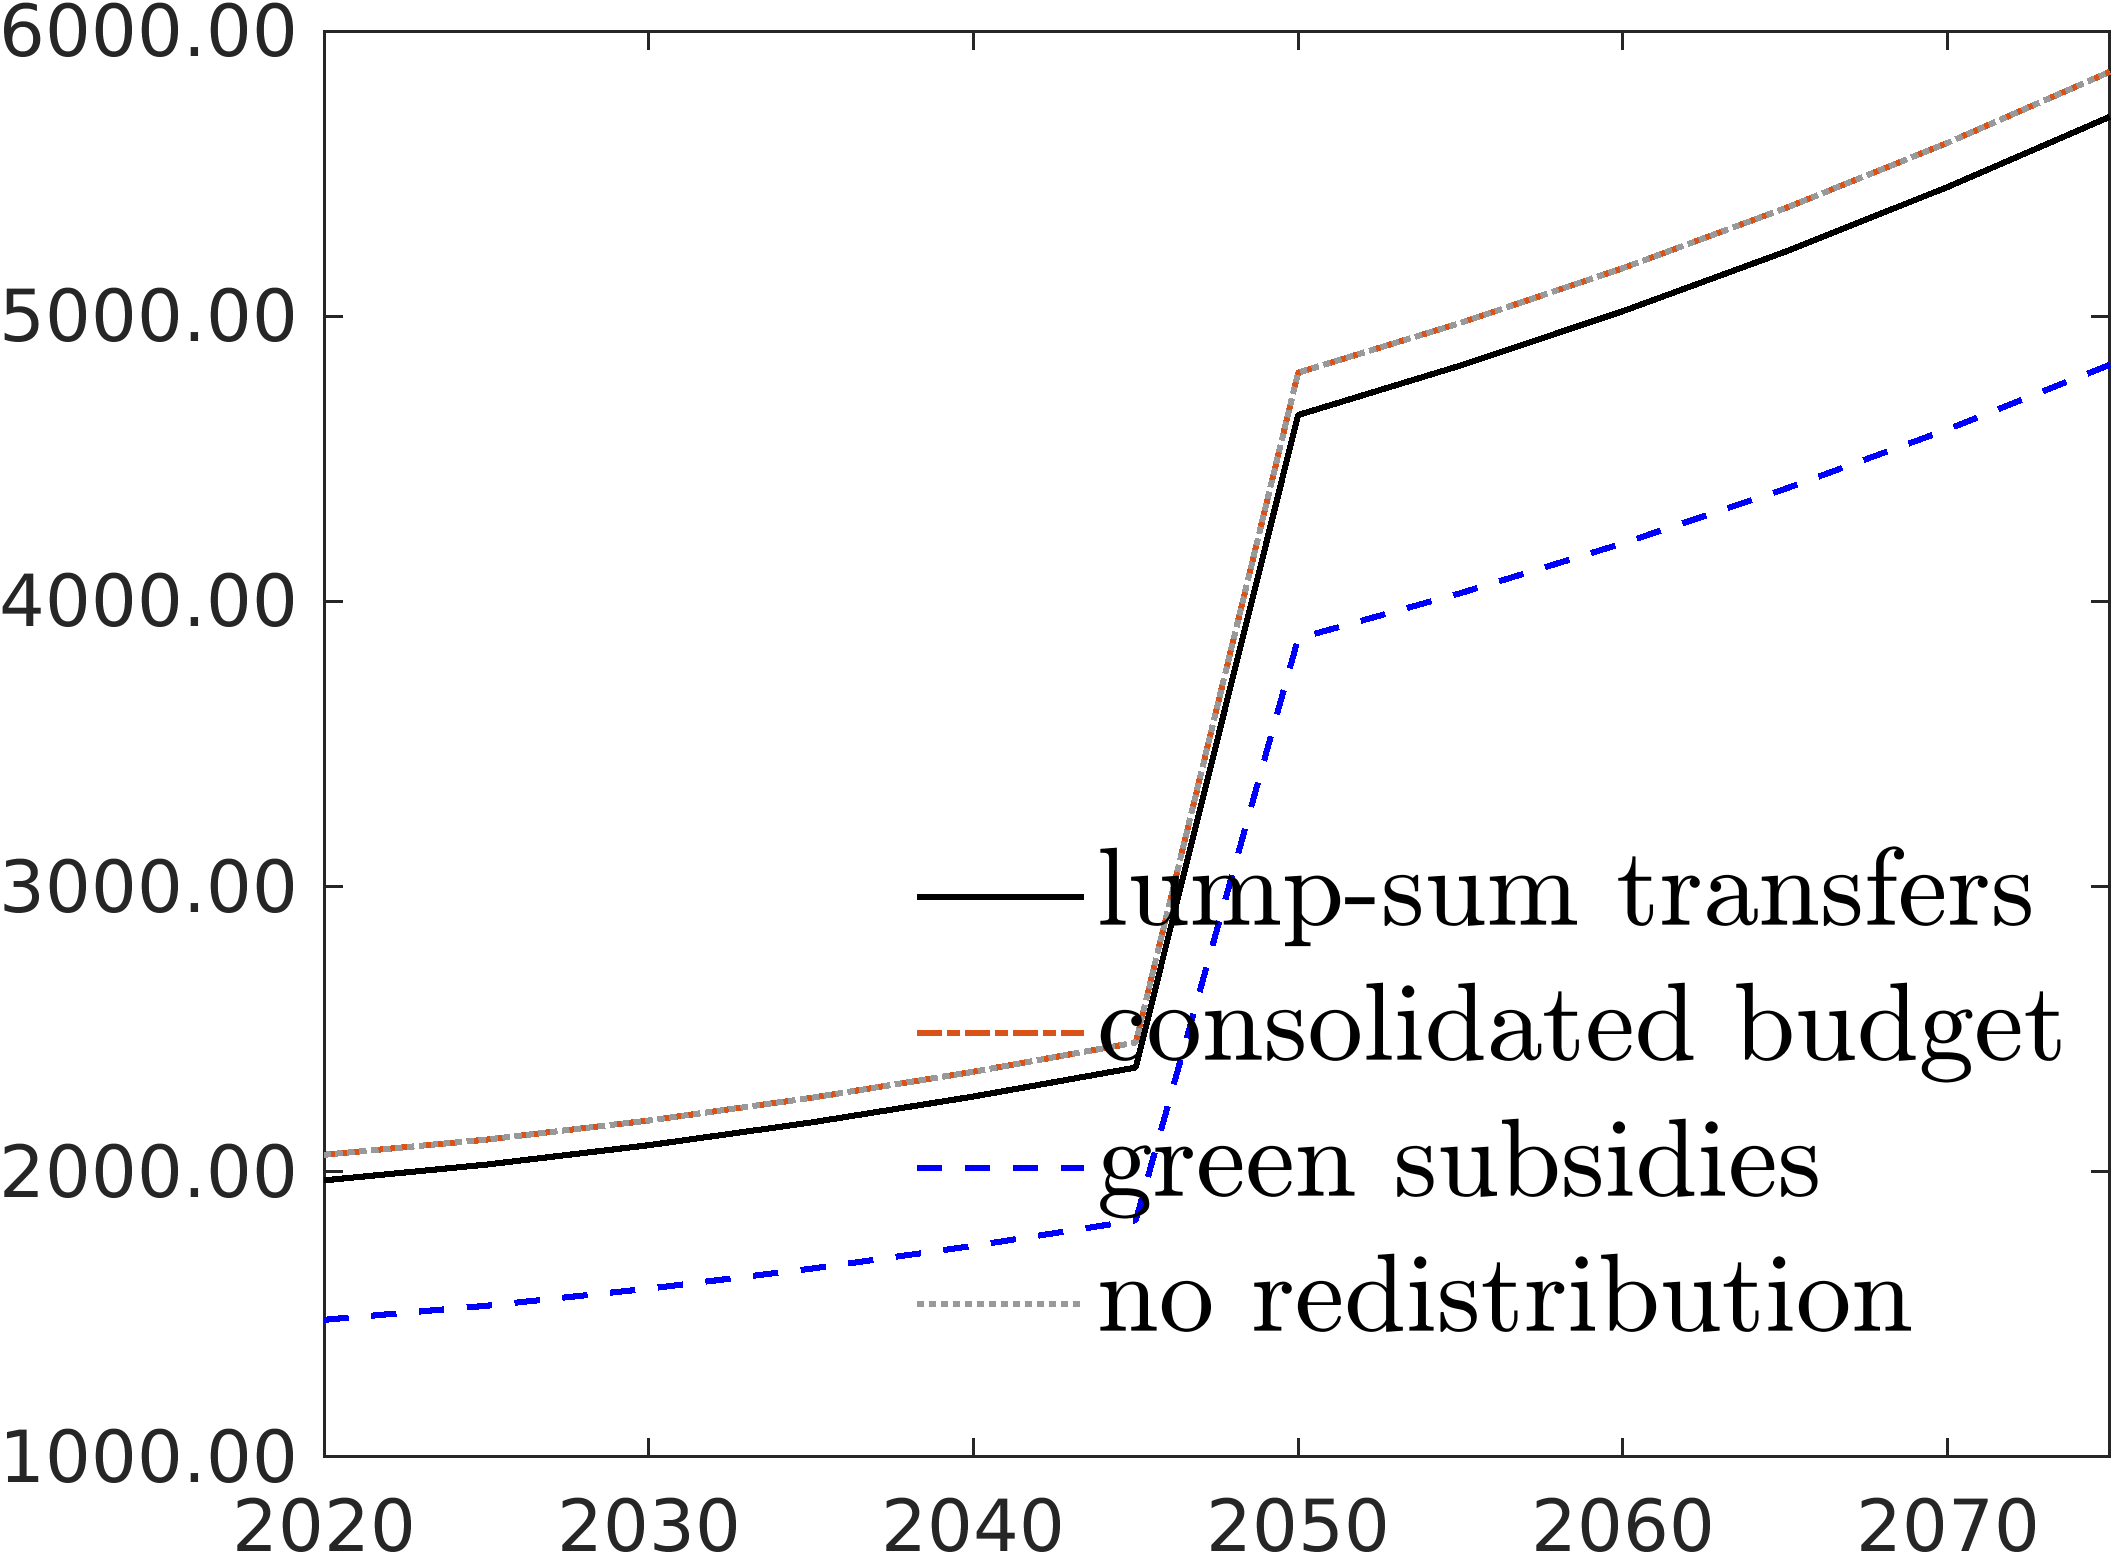 6000.00
5000.00
4000.00
3000.00
2000.00
1000.00
2020 2030 2040 2050 2060 2070
lump-sum transfers
consolidated budget
green subsidies
no redistribution